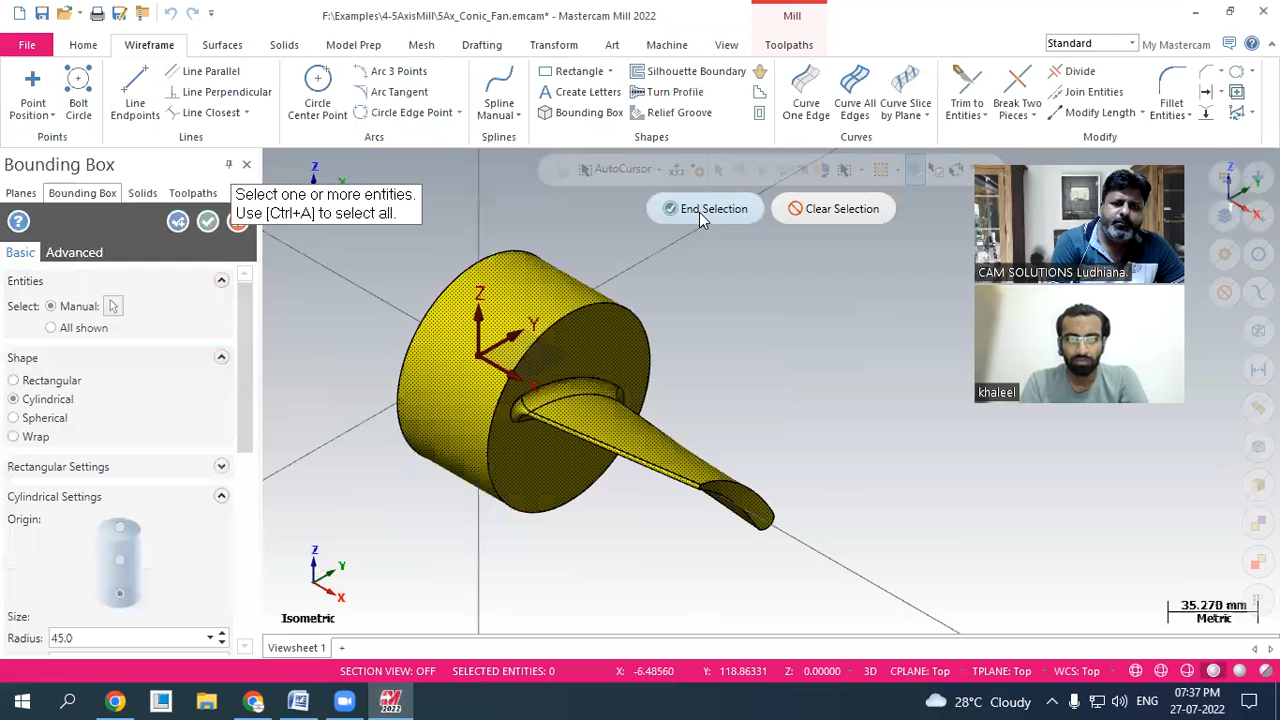 F:\Examples\4-5AxisMill\5Ax_Conic_Fan.emcam* - Mastercam Mill 2022
Mill
File
Home
Wireframe
Surfaces
Solids
Model Prep
Mesh
Drafting
Transform
Art
Machine
View
Toolpaths
Standard
My Mastercam
Point
Position
Bolt
Circle
Points
Line
Endpoints
Line Parallel
Line Perpendicular
Line Closest
Lines
Circle
Center Point
Arc 3 Points
Arc Tangent
Circle Edge Point
Arcs
Spline
Manual
Splines
Rectangle
Create Letters
Bounding Box
Silhouette Boundary
Turn Profile
Relief Groove
Shapes
Curve
One Edge
Curve All
Edges
Curve Slice
By Plane
Curves
Trim to
Entities
Break Two
Pieces
Divide
Join Entities
Modify Length
Fillet
Entities
Modify
Bounding Box
Planes
Bounding Box
Solids
Toolpaths
Select one or more entities.
Use [Ctrl+A] to select all.
AutoCursor
End Selection
Clear Selection
Basic
Advanced
Entities
Select:
Manual:
All shown
Shape
Rectangular
Cylindrical
Spherical
Wrap
Rectangular Settings
Cylindrical Settings
Origin:
Size:
Radius:
45.0
Z
Z
Y
X
Z
Y
X
Isometric
Z
Y
X
CAM SOLUTIONS Ludhiana.
khaleel
35.270 mm
Metric
Viewsheet 1
+
SECTION VIEW: OFF
SELECTED ENTITIES: 0
X: -6.48560
Y: 118.86331
Z: 0.00000
3D
CPLANE: Top
TPLANE: Top
WCS: Top
28°C Cloudy
ENG
07:37 PM
27-07-2022